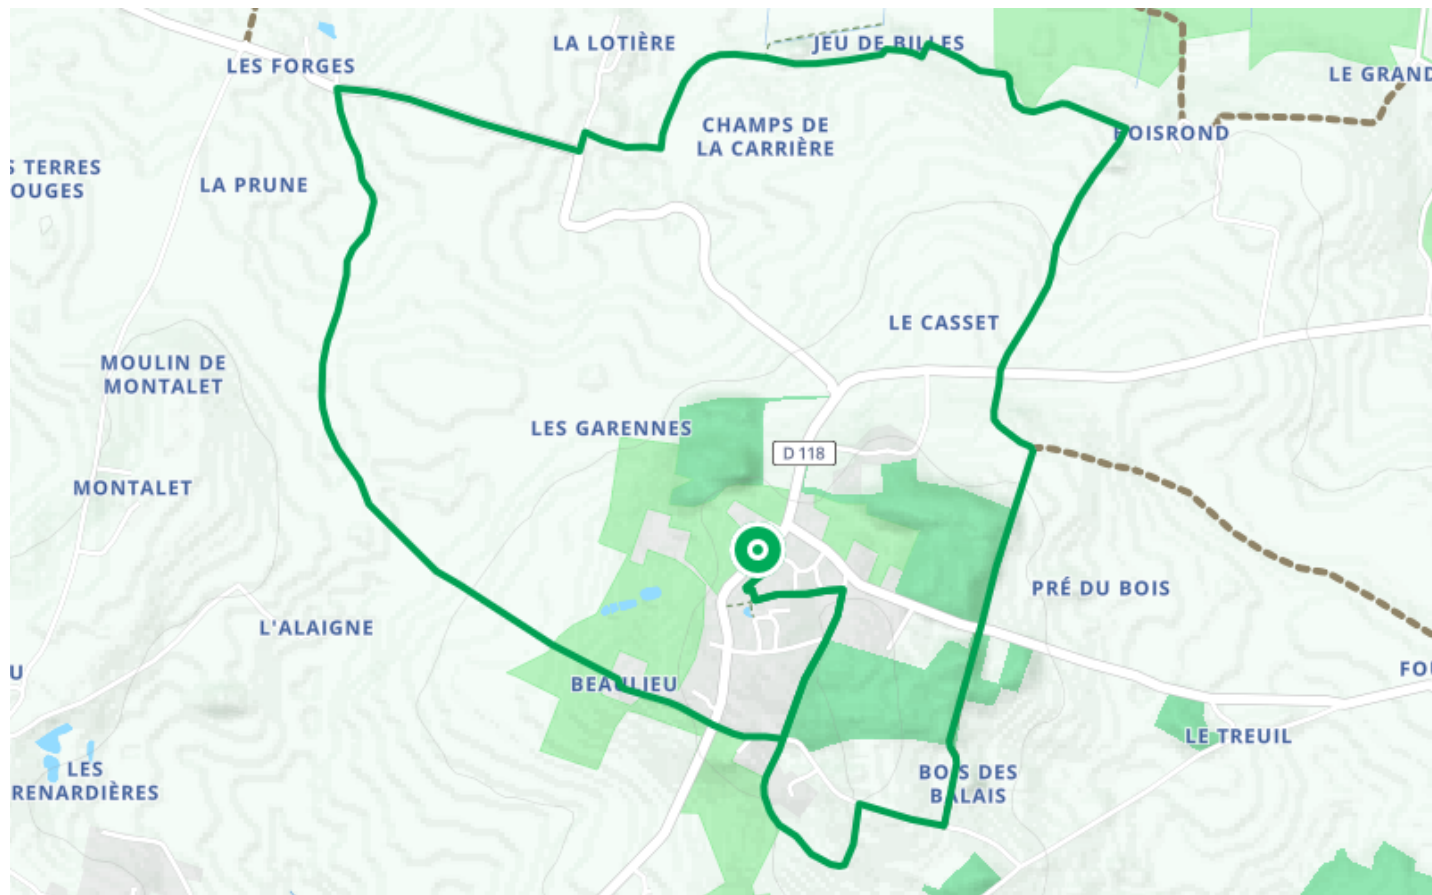 LA LOTIÈRE
JEU DE BILLES
LES FORGES
LE GRAND
CHAMPS DE
LA CARRIÈRE
BOISROND
S TERRES
OUGES
LA PRUNE
LE CASSET
MOULIN DE
MONTALET
LES GARENNES
D 118
MONTALET
PRÉ DU BOIS
L'ALAIGNE
U
BEAULIEU
FOU
LE TREUIL
LES
RENARDIÈRES
BOIS DES
BALAIS